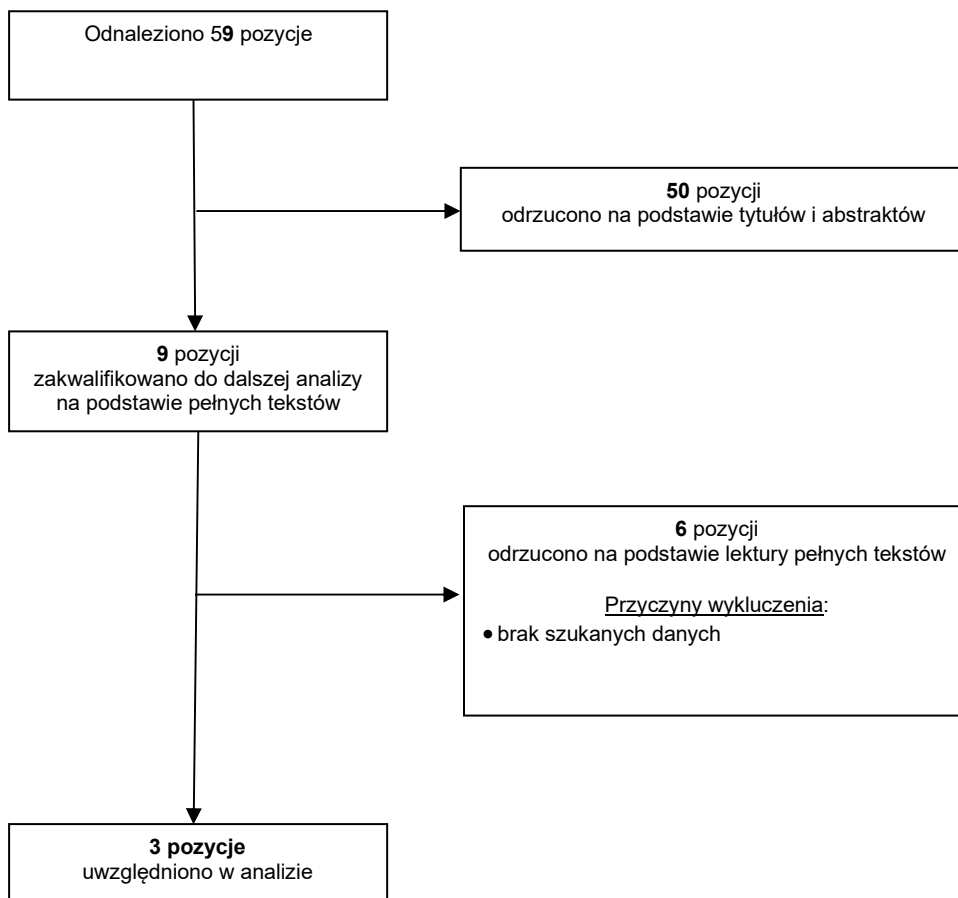 Odnaleziono 59 pozycje
50 pozycji
odrzucono na podstawie tytułów i abstraktów
9 pozycji
zakwalifikowano do dalszej analizy
na podstawie pełnych tekstów
6 pozycji
odrzucono na podstawie lektury pełnych tekstów
Przyczyny wykluczenia:
• brak szukanych danych
3 pozycje
uwzględniono w analizie